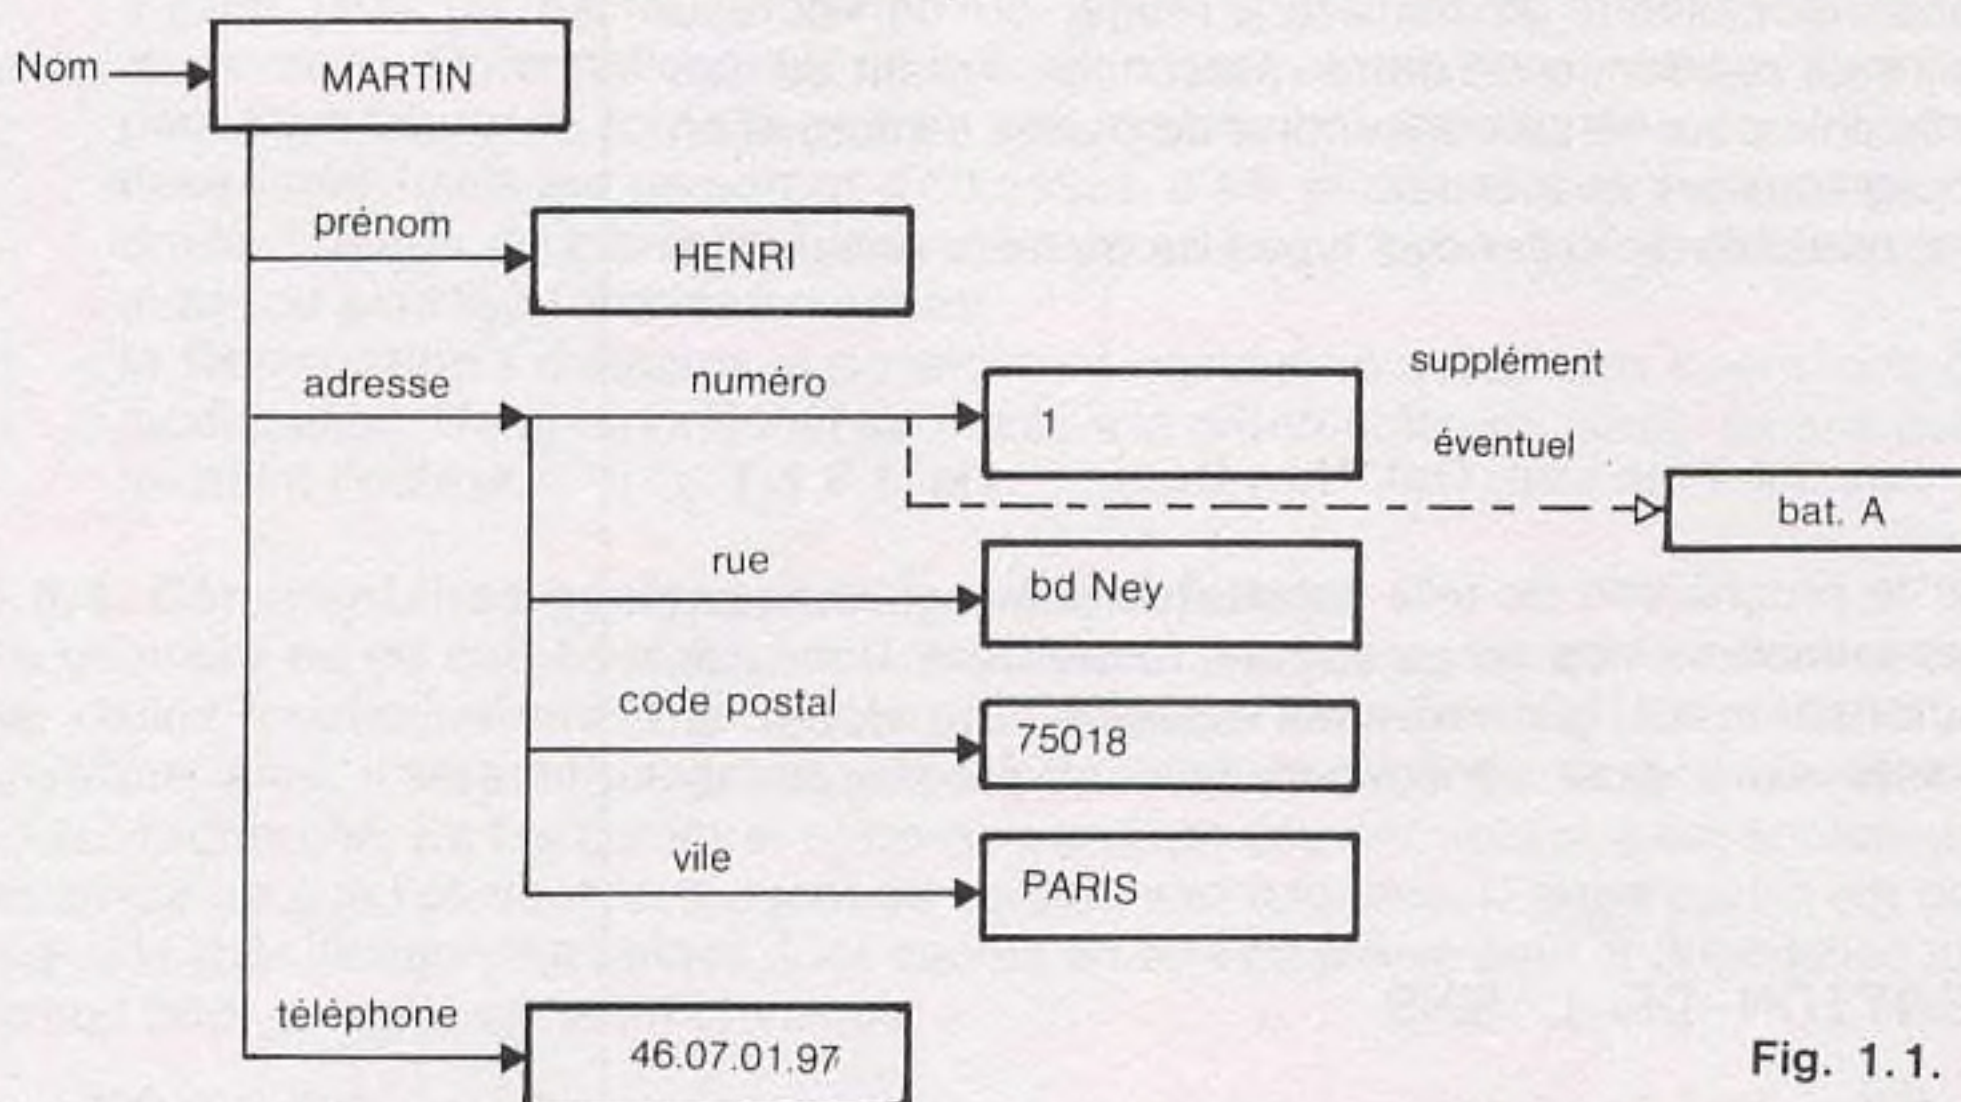 Nom
MARTIN
prénom
HENRI
adresse
numéro
1
supplément
éventuel
bat. A
rue
bd Ney
code postal
75018
vile
PARIS
téléphone
46.07.01.97
Fig. 1.1.